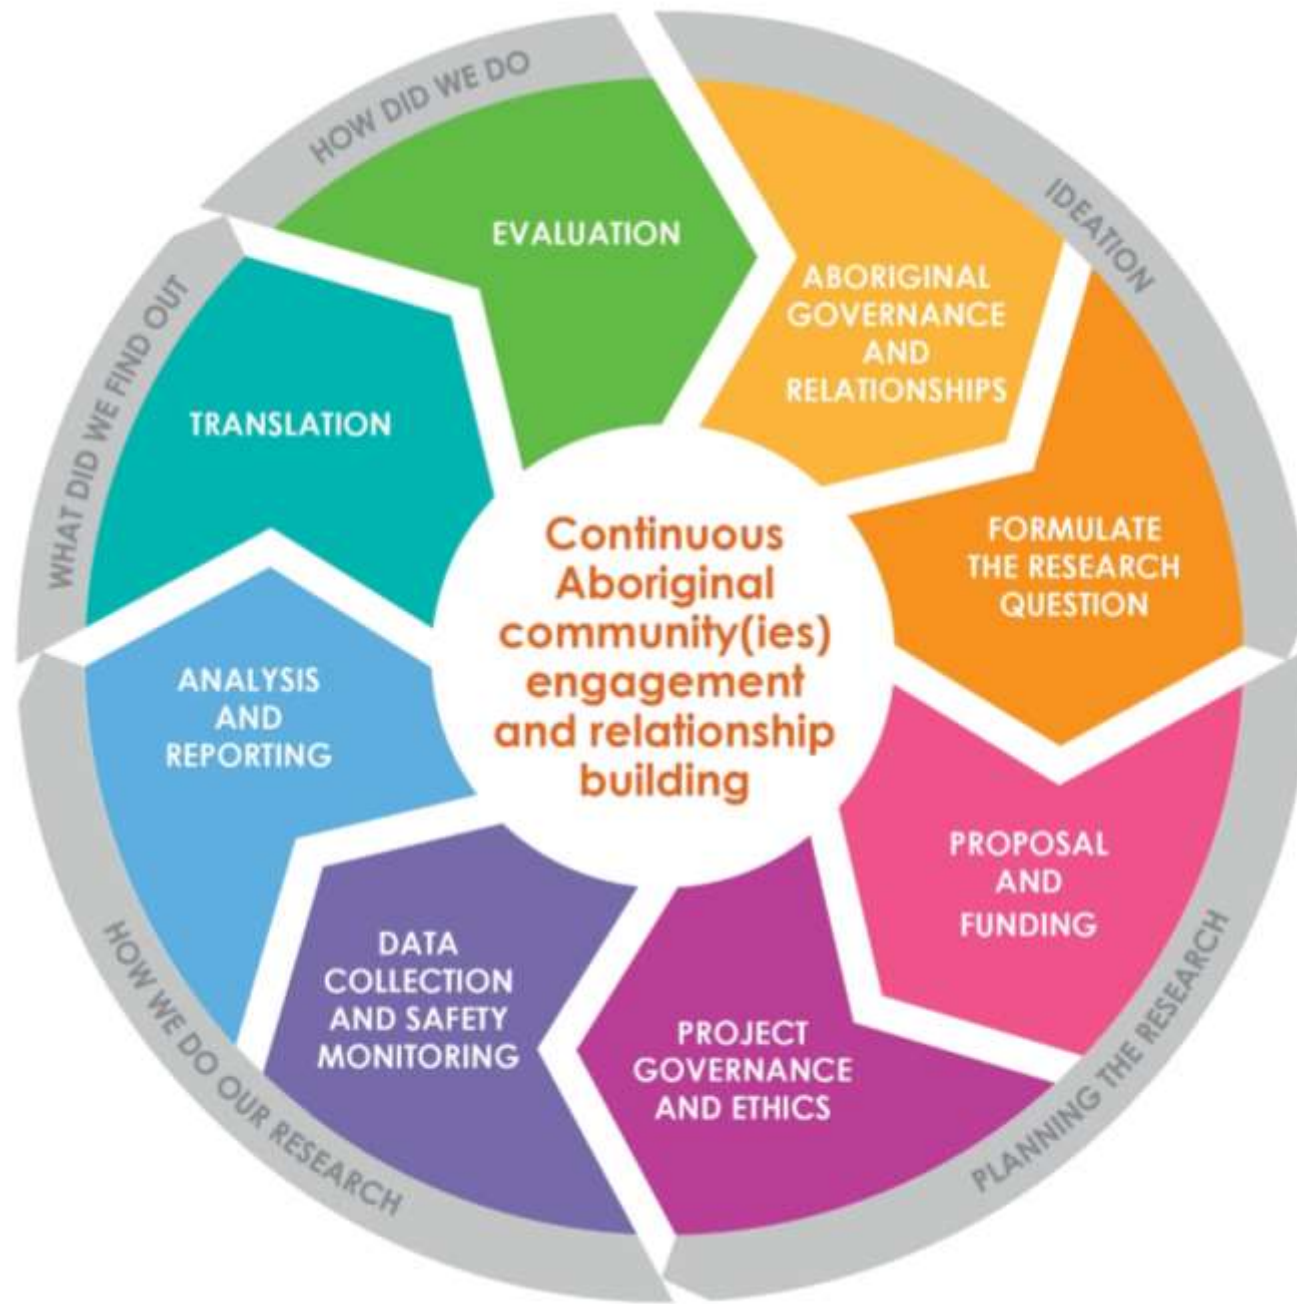 HOW DID WE DO
IDEATION
EVALUATION
ABORIGINAL
GOVERNANCE
AND
RELATIONSHIPS
WHAT DID WE FIND OUT
TRANSLATION
FORMULATE
THE RESEARCH
QUESTION
Continuous
Aboriginal
community(ies)
engagement
and relationship
building
ANALYSIS
AND
REPORTING
PROPOSAL
AND
FUNDING
DATA
COLLECTION
AND SAFETY
MONITORING
PROJECT
GOVERNANCE
AND ETHICS
HOW WE DO OUR RESEARCH
PLANNING THE RESEARCH